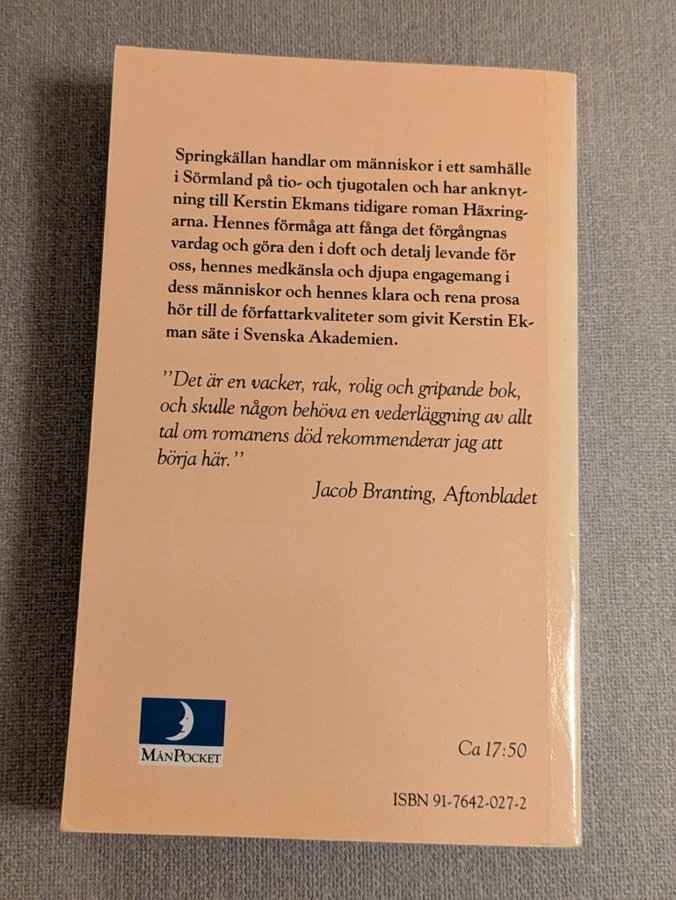 Springkällan handlar om människor i ett samhälle
i Sörmland på tio- och tjugotalen och har anknyt-
ning till Kerstin Ekmans tidigare roman Häxring-
arna. Hennes förmåga att fånga det förgångnas
vardag och göra den i doft och detalj levande för
oss, hennes medkänsla och djupa engagemang i
dess människor och hennes klara och rena prosa
hör till de författarkvaliteter som givit Kerstin Ek-
man säte i Svenska Akademien.
”Det är en vacker, rak, rolig och gripande bok,
och skulle någon behöva en vederläggning av allt
tal om romanens död rekommenderar jag att
börja här.”
Jacob Branting, Aftonbladet
MÅNPOCKET
Ca 17:50
ISBN 91-7642-027-2